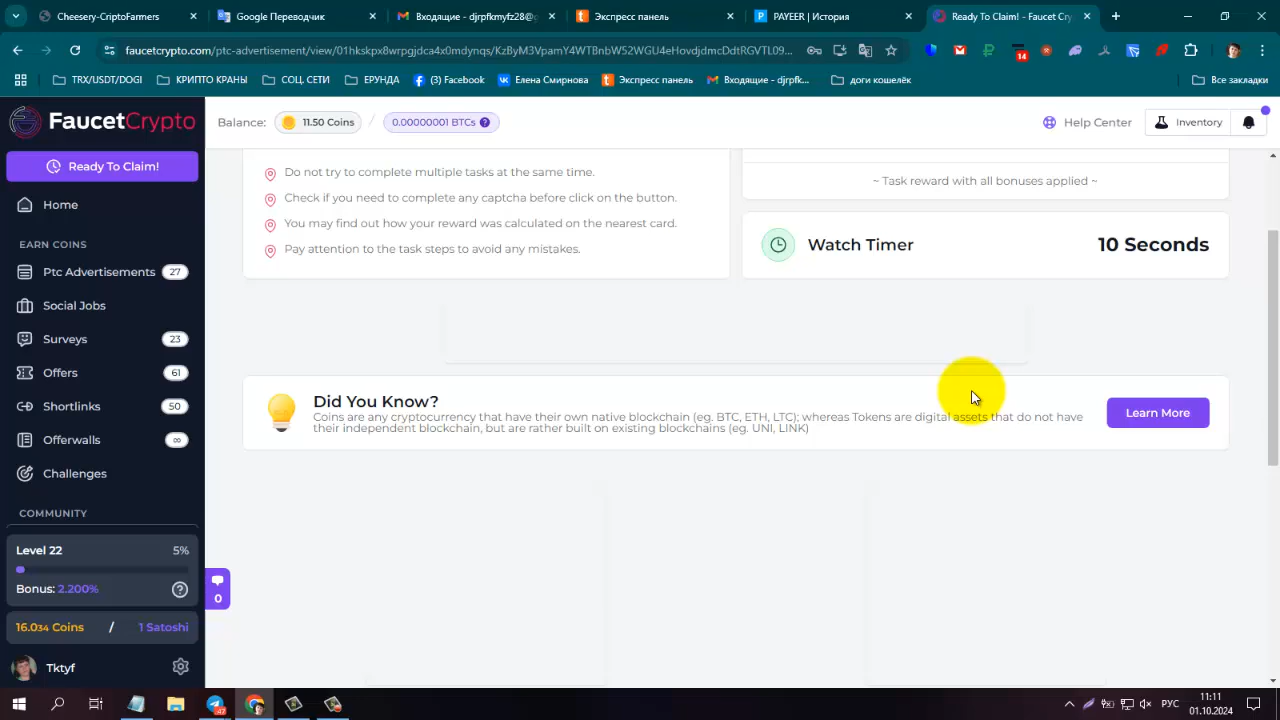 Cheesey-CriptoFarmers
Google Переводчик
Входящие - djrpfkmyfz28@g
Экспресс панель
PAYEER | История
Ready To Claim! - Faucet Cry
faucetcrypto.com/ptc-advertisement/view/01hkskpx8wrpgjdca4x0mdynqs/KzByM3VpamY4WTBnbW52WGU4eHovdjdmcDdtRGVTL09...
14
TRX/USDT/DOGI
КРИПТО КРАНЫ
СОЦ. СЕТИ
ЕРУНДА
(3) Facebook
Елена Смирнова
Экспресс панель
Входящие - djrpfk...
доги кошелёк
Все закладки
FaucetCrypto
Balance:
11.50 Coins
/
0.00000001 BTCs
Help Center
Inventory
Ready To Claim!
Home
EARN COINS
Ptc Advertisements 27
Social Jobs
Surveys 23
Offers 61
Shortlinks 50
Offerwalls ∞
Challenges
COMMUNITY
Level 22 5%
Bonus: 2.200%
16.034 Coins / 1 Satoshi
Tktyf
0
Do not try to complete multiple tasks at the same time.
Check if you need to complete any captcha before click on the button.
You may find out how your reward was calculated on the nearest card.
Pay attention to the task steps to avoid any mistakes.
~ Task reward with all bonuses applied ~
Watch Timer 10 Seconds
Did You Know?
Coins are any cryptocurrency that have their own native blockchain (eg. BTC, ETH, LTC); whereas Tokens are digital assets that do not have
their independent blockchain, but are rather built on existing blockchains (eg. UNI, LINK)
Learn More
РУС
11:11
01.10.2024